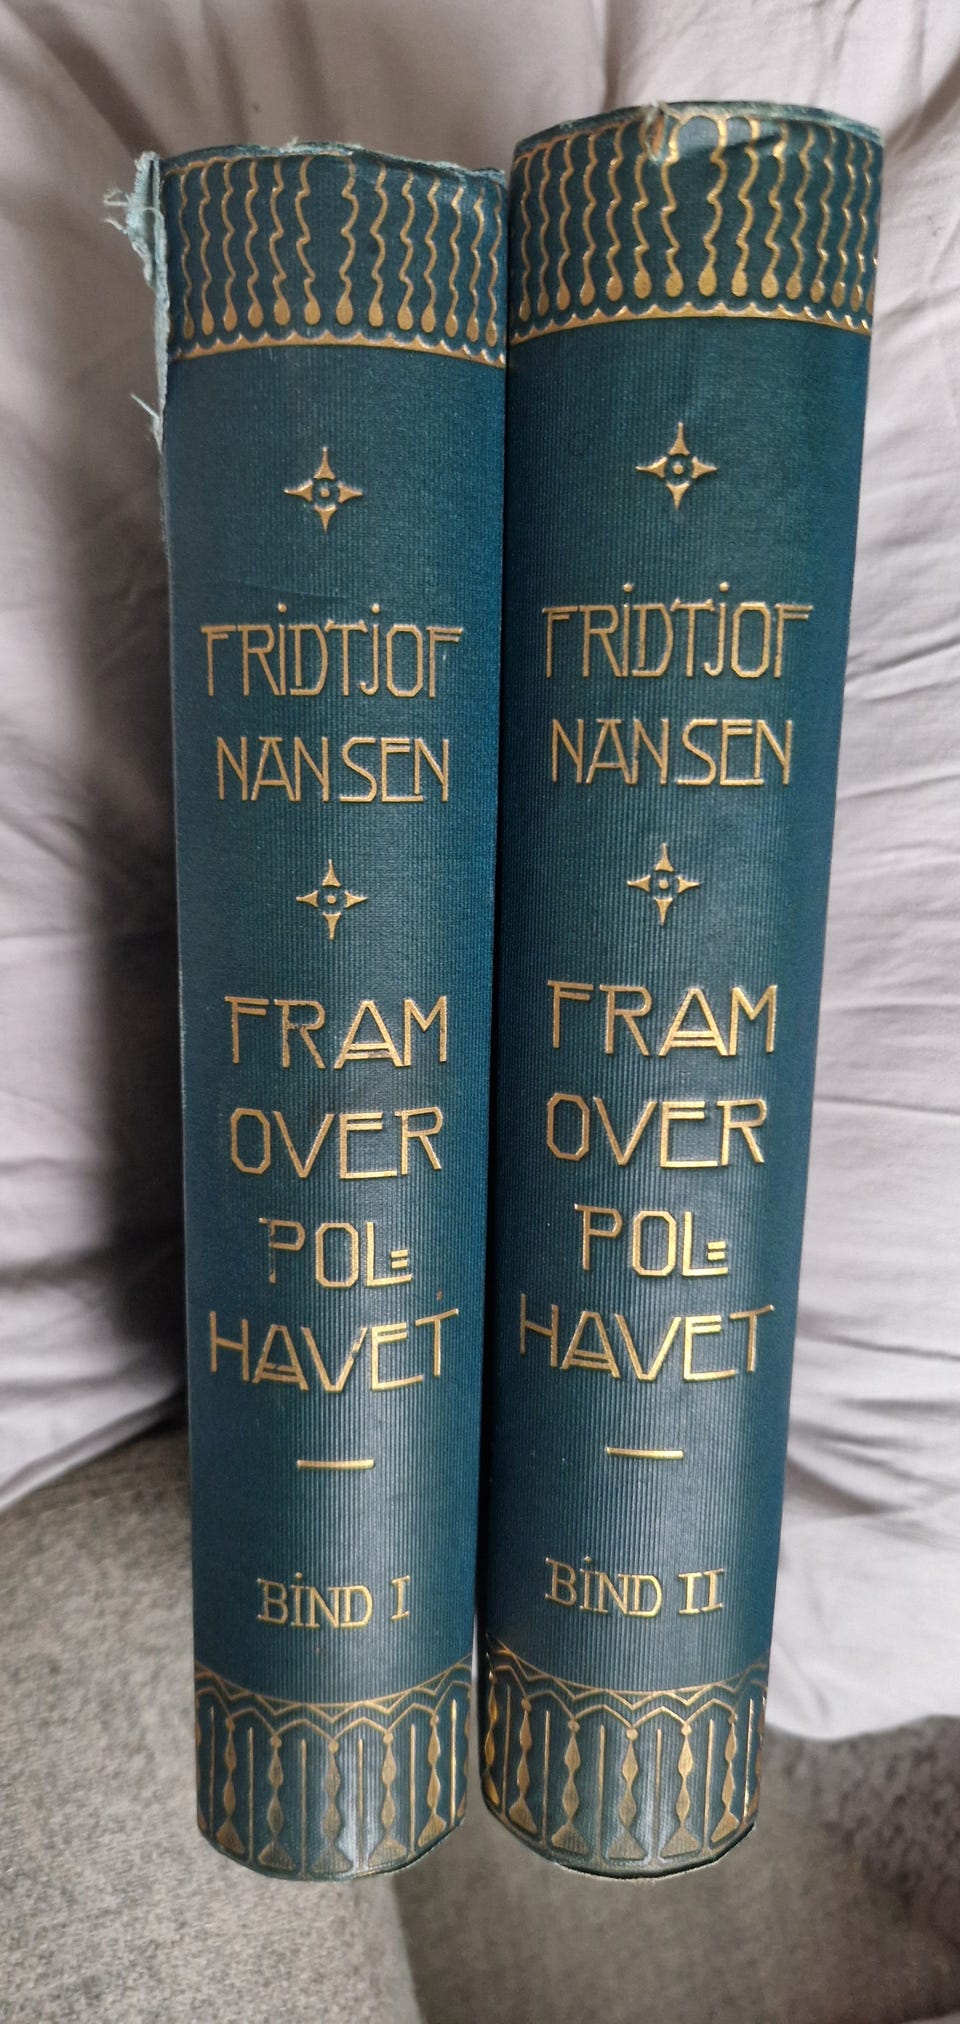 FRIDTJOF
NANSEN
FRAM
OVER
POL=
HAVET
BIND I
FRIDTJOF
NANSEN
FRAM
OVER
POL=
HAVET
BIND II